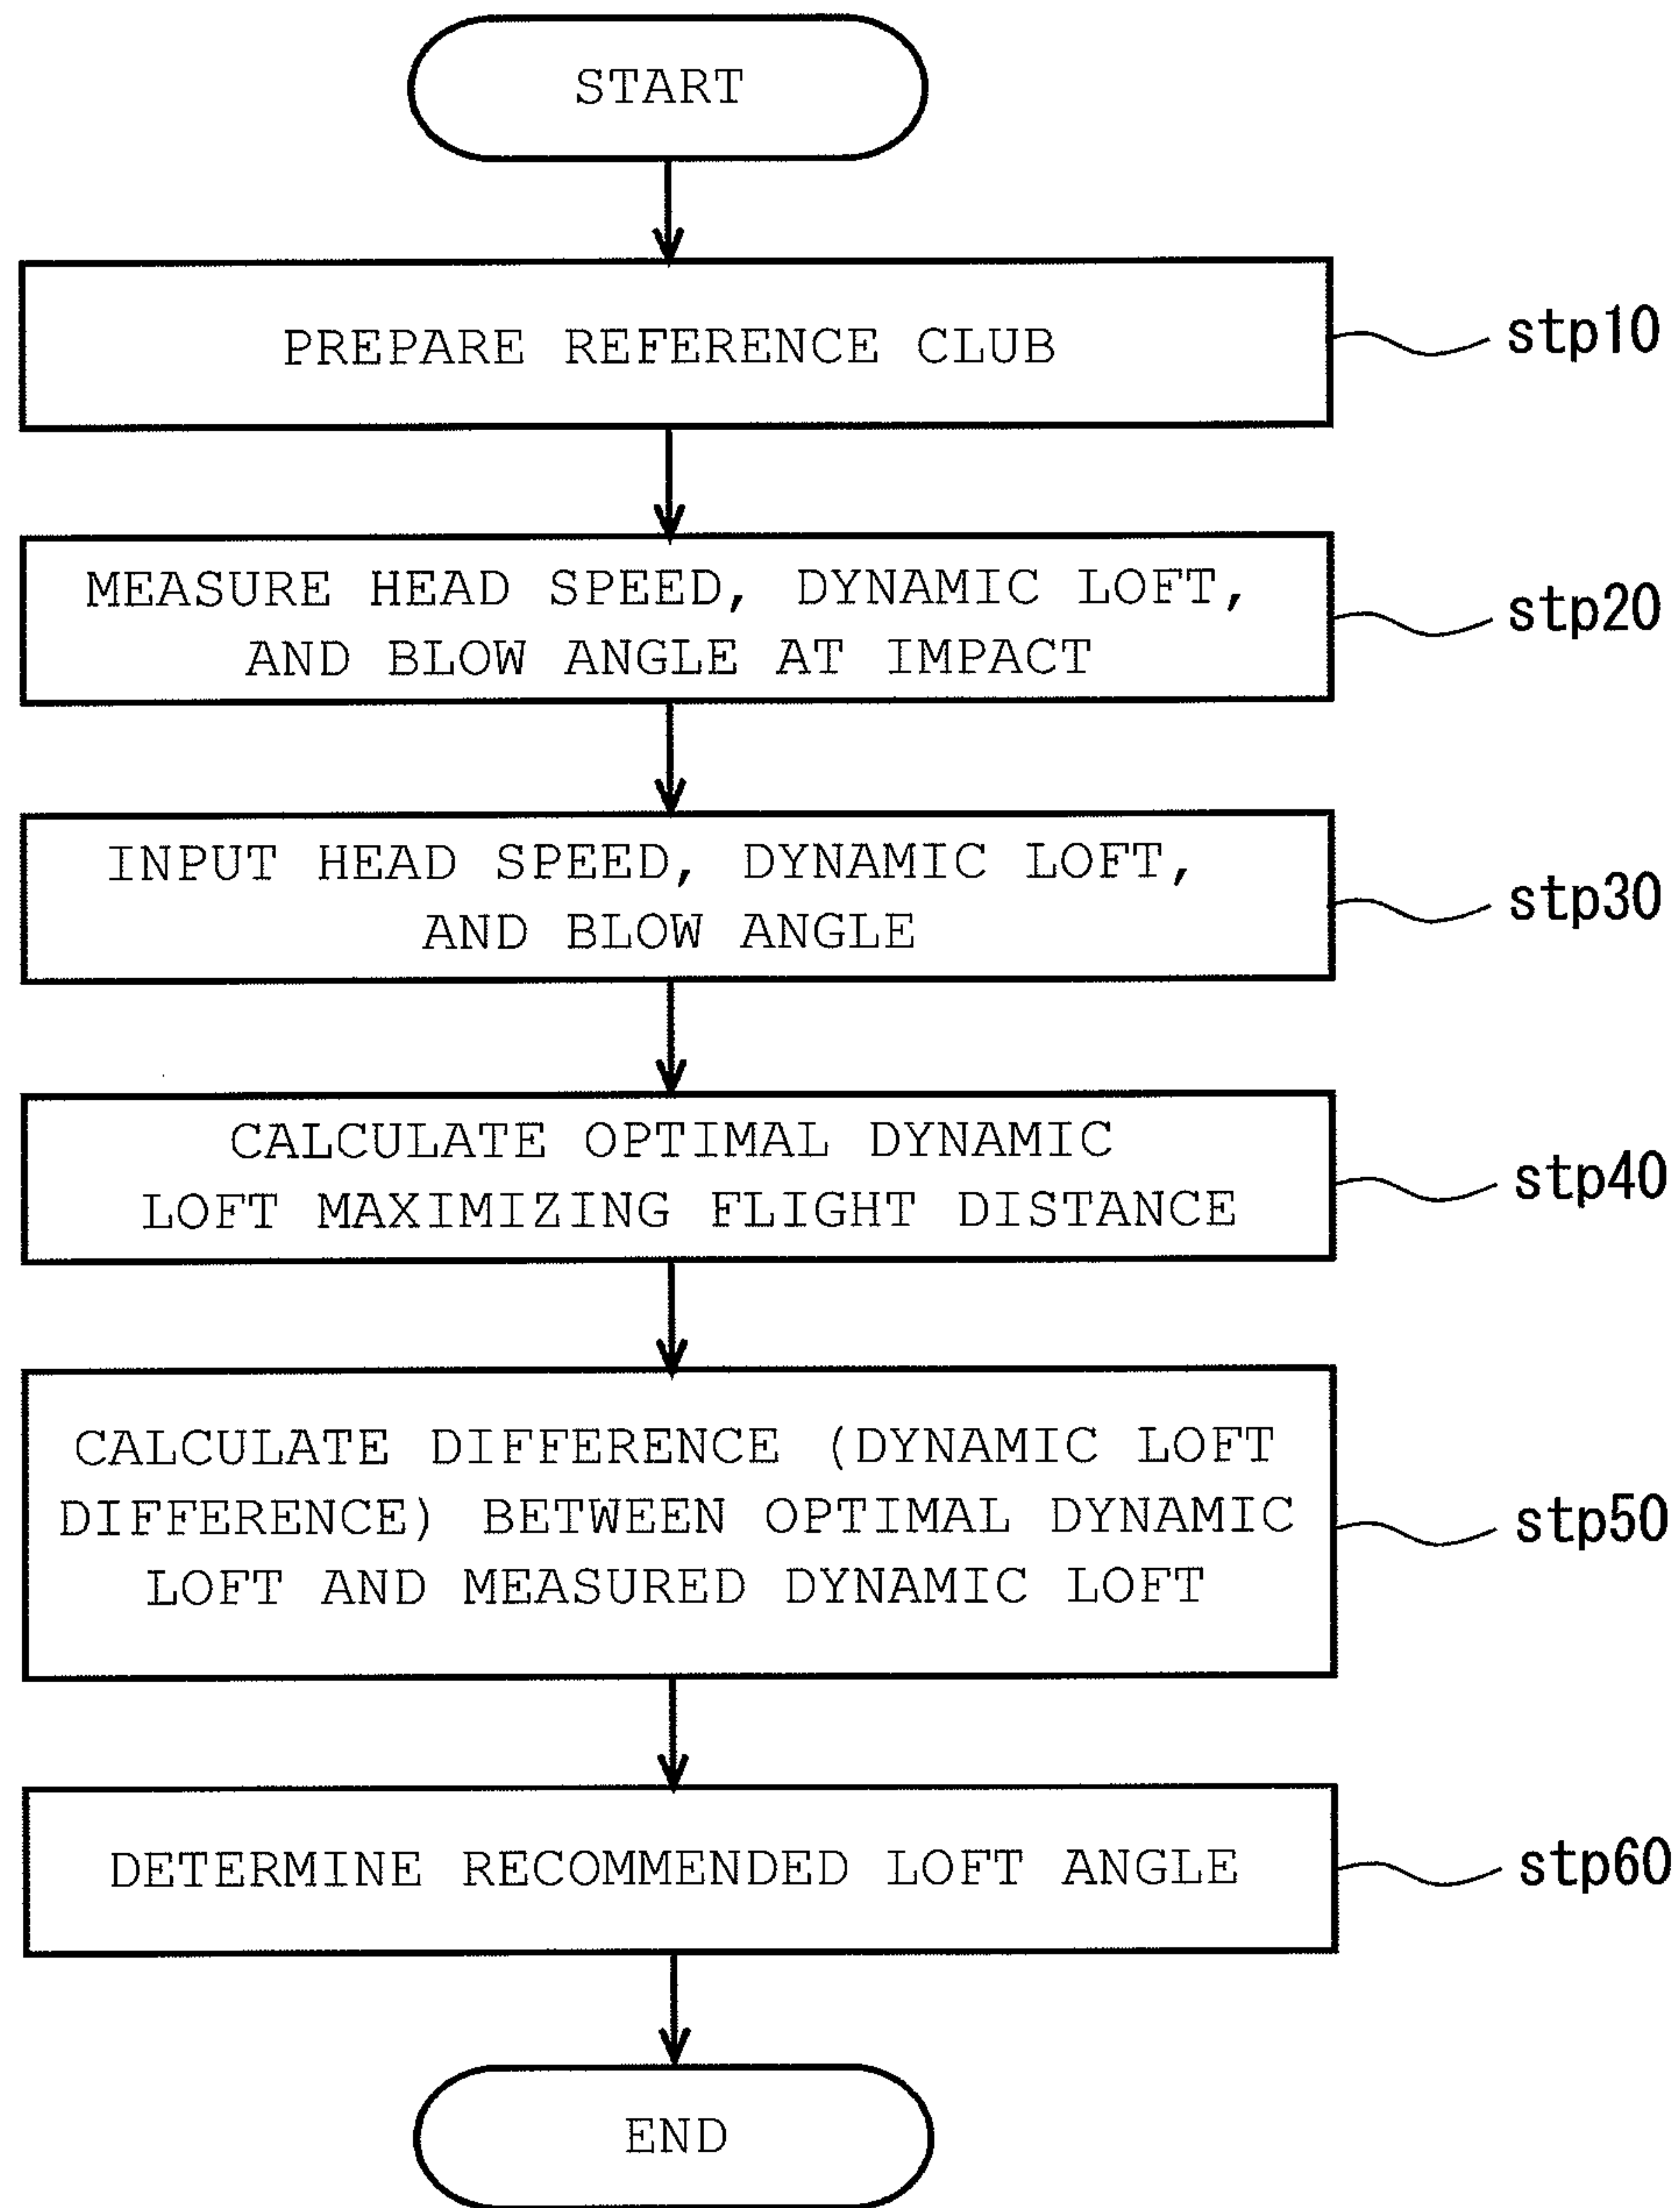 START
PREPARE REFERENCE CLUB
stp10
MEASURE HEAD SPEED, DYNAMIC LOFT,
AND BLOW ANGLE AT IMPACT
stp20
INPUT HEAD SPEED, DYNAMIC LOFT,
AND BLOW ANGLE
stp30
CALCULATE OPTIMAL DYNAMIC
LOFT MAXIMIZING FLIGHT DISTANCE
stp40
CALCULATE DIFFERENCE (DYNAMIC LOFT
DIFFERENCE) BETWEEN OPTIMAL DYNAMIC
LOFT AND MEASURED DYNAMIC LOFT
stp50
DETERMINE RECOMMENDED LOFT ANGLE
stp60
END